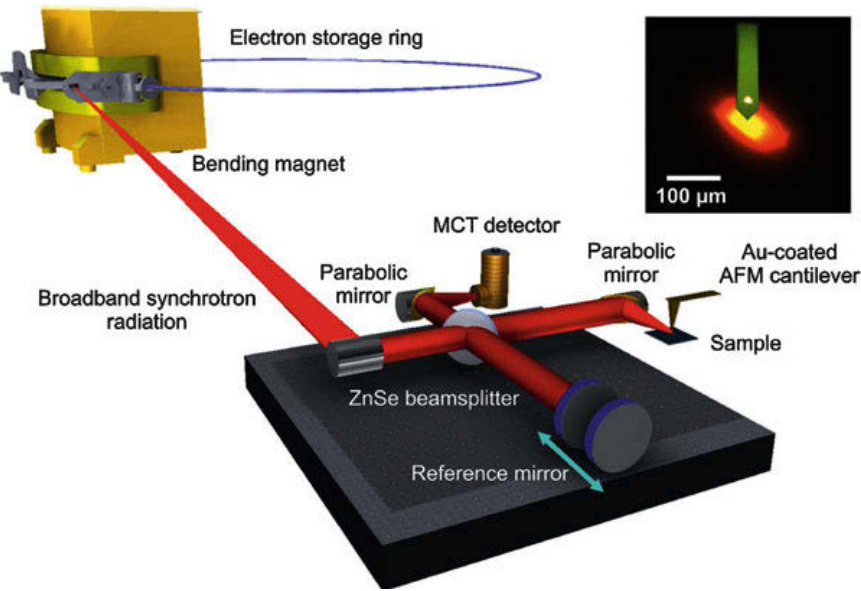 Electron storage ring
Bending magnet
100 µm
MCT detector
Parabolic
mirror
Parabolic
mirror
Au-coated
AFM cantilever
Broadband synchrotron
radiation
Sample
ZnSe beamsplitter
Reference mirror